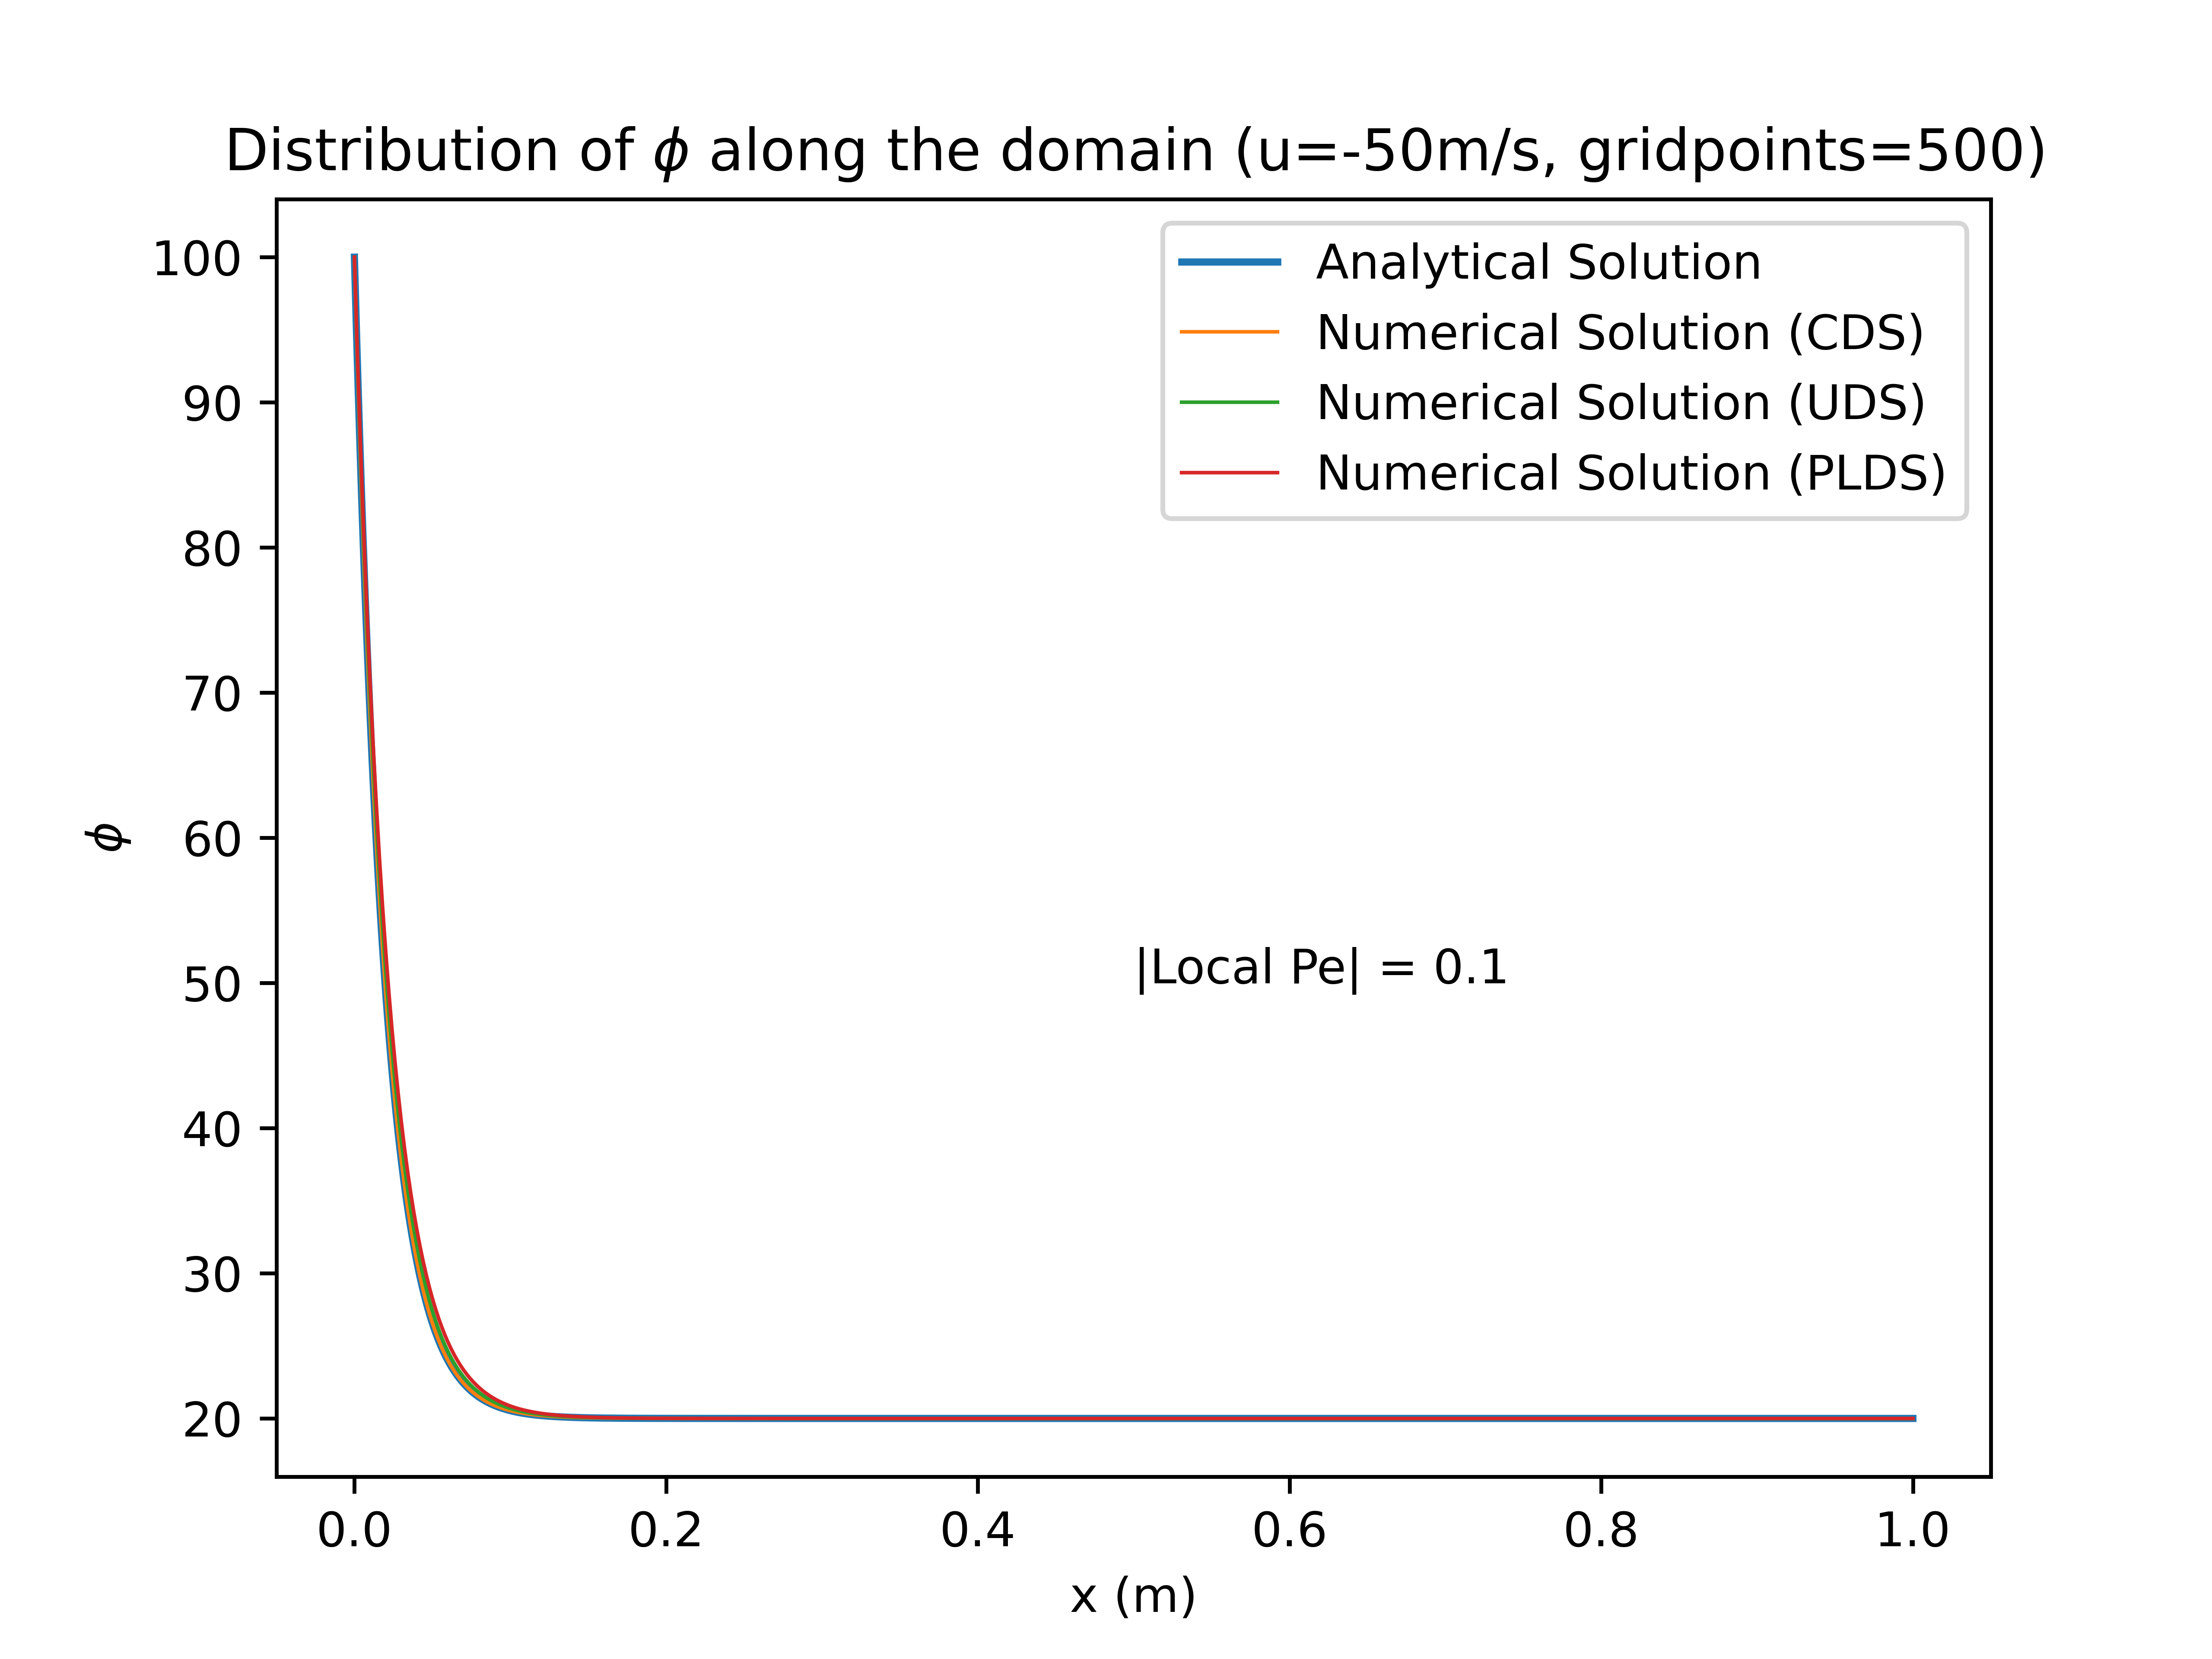 Distribution of ϕ along the domain (u=-50m/s, gridpoints=500)
Analytical Solution
Numerical Solution (CDS)
Numerical Solution (UDS)
Numerical Solution (PLDS)
100
90
80
70
60
50
40
30
20
ϕ
|Local Pe| = 0.1
0.0 0.2 0.4 0.6 0.8 1.0
x (m)